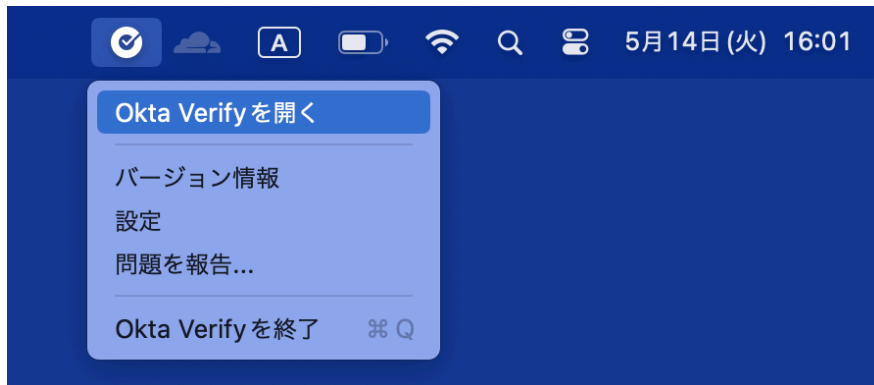 A 5月14日(火) 16:01
Okta Verifyを開く
バージョン情報
設定
問題を報告...
Okta Verifyを終了 ⌘ Q